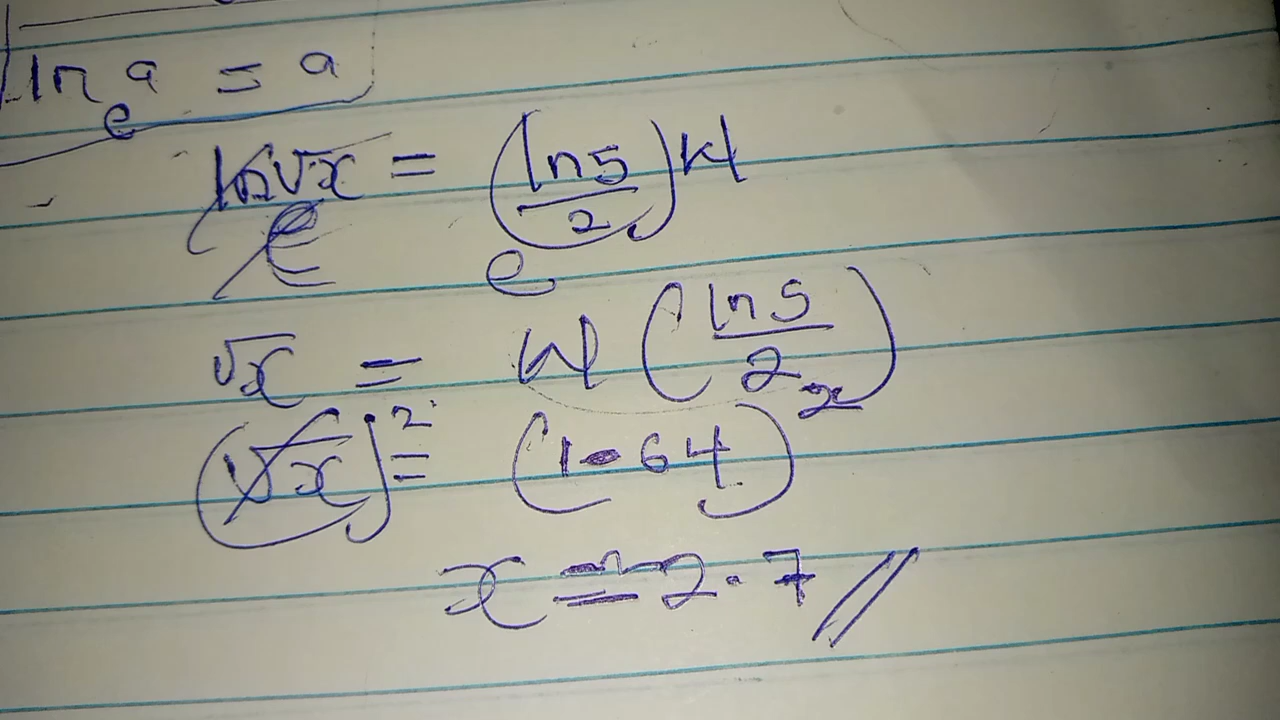 ln a = a
e
ln√x = (ln5/2)W
e e
√x = W (ln5/2)
(√x)² = (1.64)²
x = 2.7 //